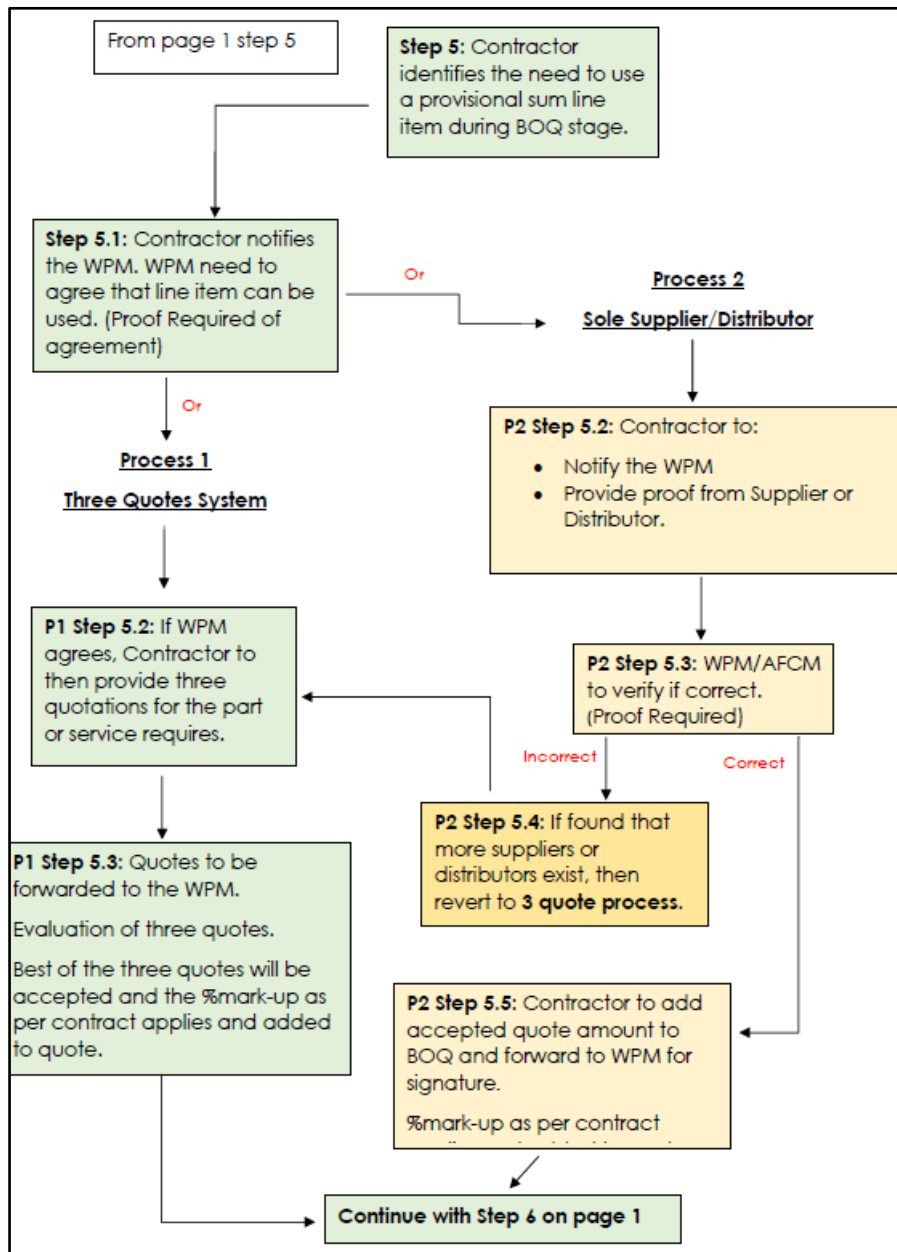 From page 1 step 5
Step 5: Contractor
identifies the need to use
a provisional sum line
item during BOQ stage.
Step 5.1: Contractor notifies
the WPM. WPM need to
agree that line item can be
used. (Proof Required of
agreement)
Or
Process 2
Sole Supplier/Distributor
Or
Process 1
Three Quotes System
P2 Step 5.2: Contractor to:
• Notify the WPM
• Provide proof from Supplier or
Distributor.
P1 Step 5.2: If WPM
agrees, Contractor to
then provide three
quotations for the part
or service requires.
P2 Step 5.3: WPM/AFCM
to verify if correct.
(Proof Required)
Incorrect
Correct
P2 Step 5.4: If found that
more suppliers or
distributors exist, then
revert to 3 quote process.
P1 Step 5.3: Quotes to be
forwarded to the WPM.
Evaluation of three quotes.
Best of the three quotes will be
accepted and the %mark-up as
per contract applies and added
to quote.
P2 Step 5.5: Contractor to add
accepted quote amount to
BOQ and forward to WPM for
signature.
%mark-up as per contract
Continue with Step 6 on page 1